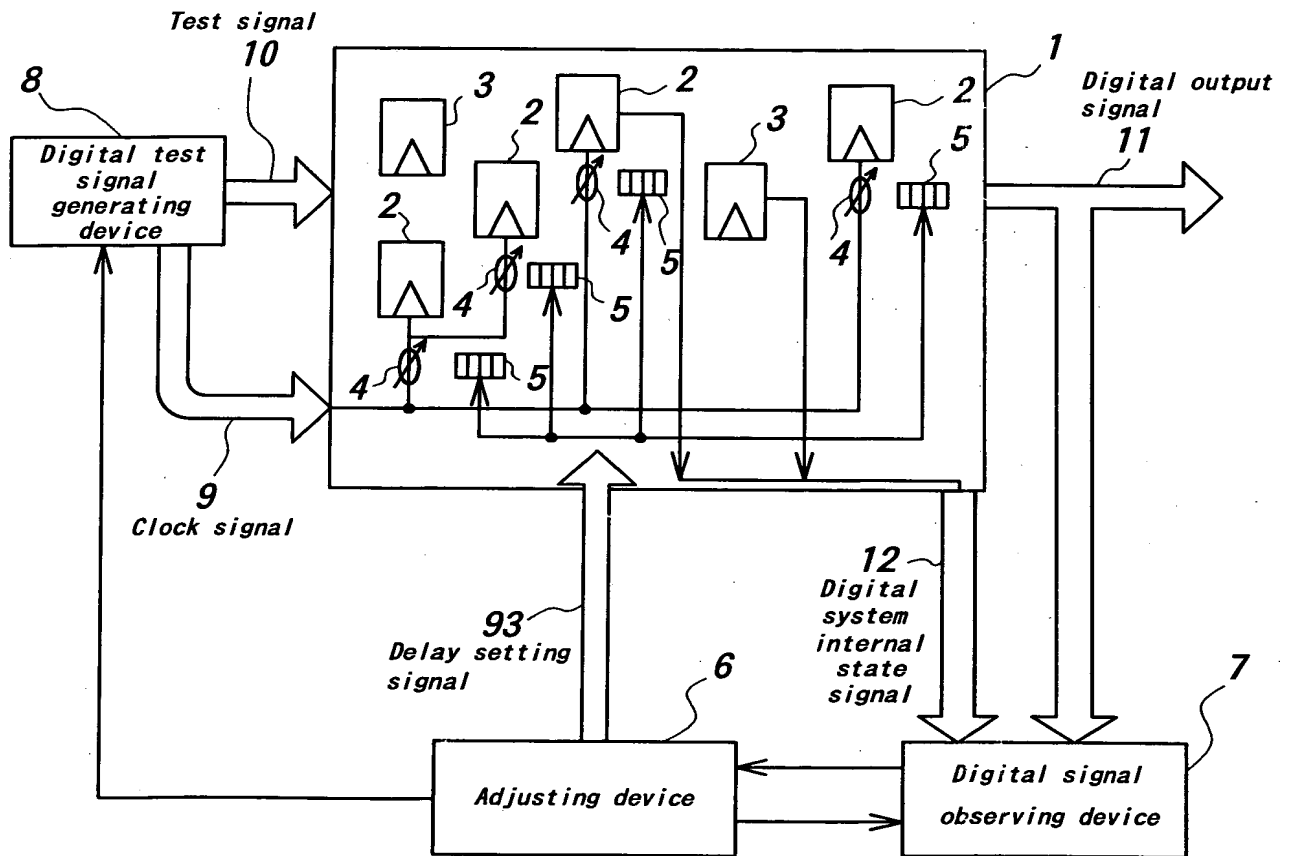 Test signal
10
8
Digital test
signal
generating
device
3
2
2
3
2
1
Digital output
signal
11
5
2
4
5
4
4
5
4
5
4
9
Clock signal
12
Digital
system
internal
state
signal
93
Delay setting
signal
6
7
Adjusting device
Digital signal
observing device